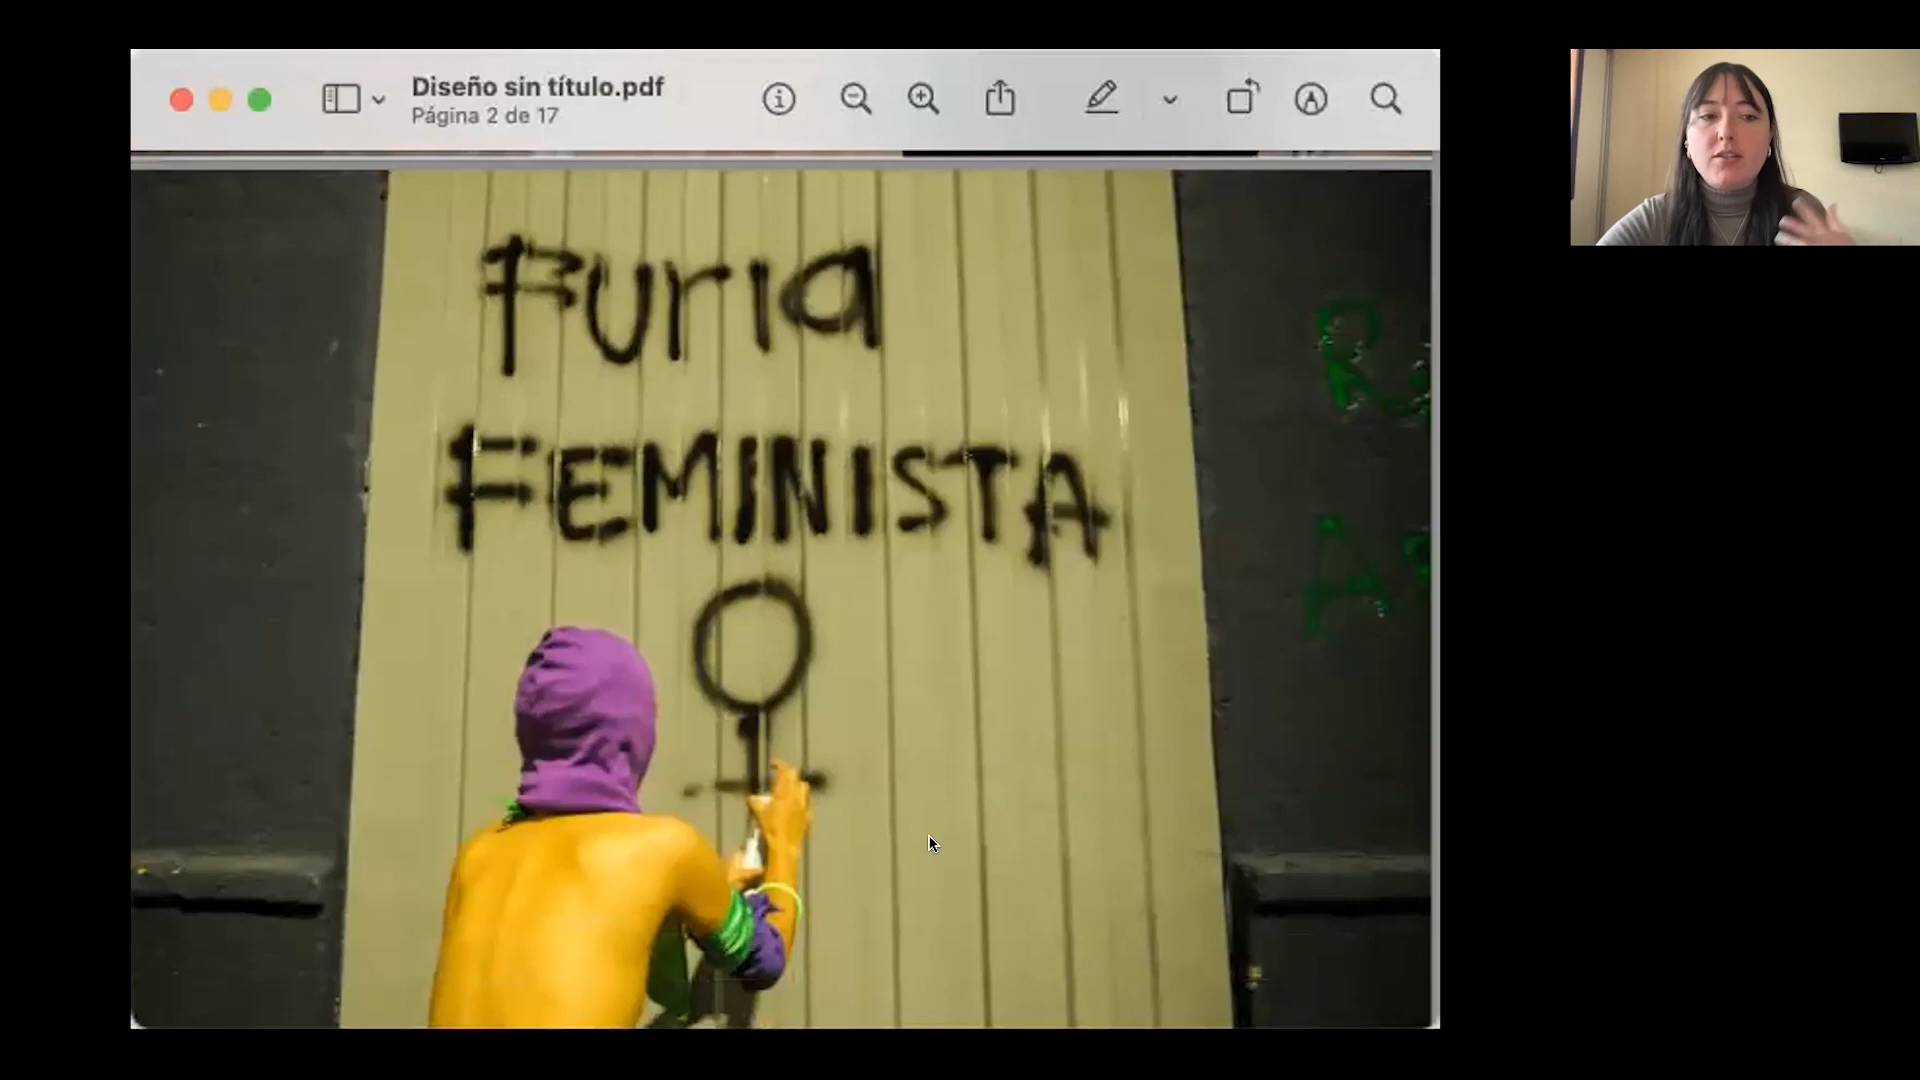 Diseño sin título.pdf
Página 2 de 17
Furia
FEMINISTA
R
A